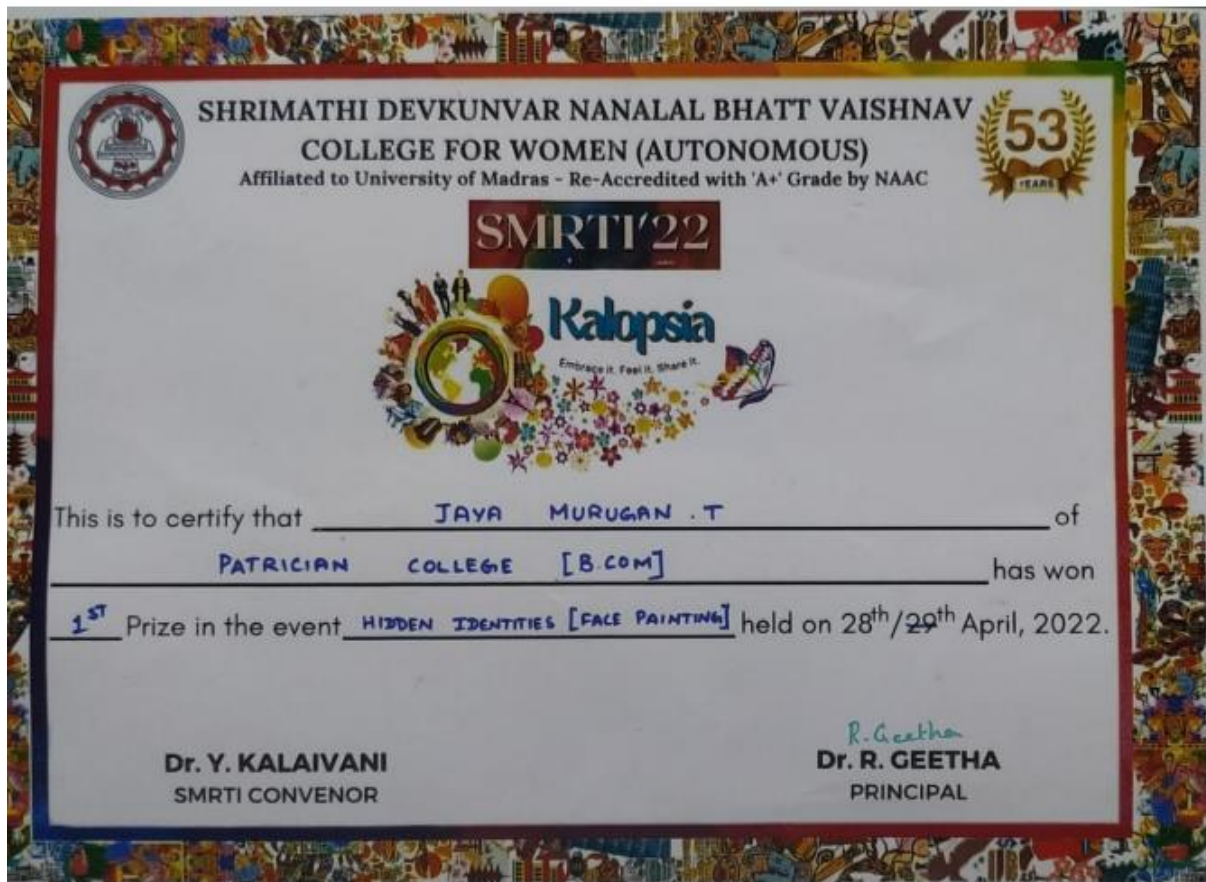 SHRIMATHI DEVKUNVAR NANALAL BHATT VAISHNAV
COLLEGE FOR WOMEN (AUTONOMOUS)
Affiliated to University of Madras - Re-Accredited with 'A+' Grade by NAAC
53
YEARS
SMRTI'22
Kalopsia
Embrace it. Feel it. Share it.
This is to certify that JAYA MURUGAN . T of
PATRICIAN COLLEGE [B.COM] has won
1ST Prize in the event HIDDEN IDENTITIES [FACE PAINTING] held on 28th/29th April, 2022.
R. Geetha
Dr. Y. KALAIVANI
SMRTI CONVENOR
Dr. R. GEETHA
PRINCIPAL